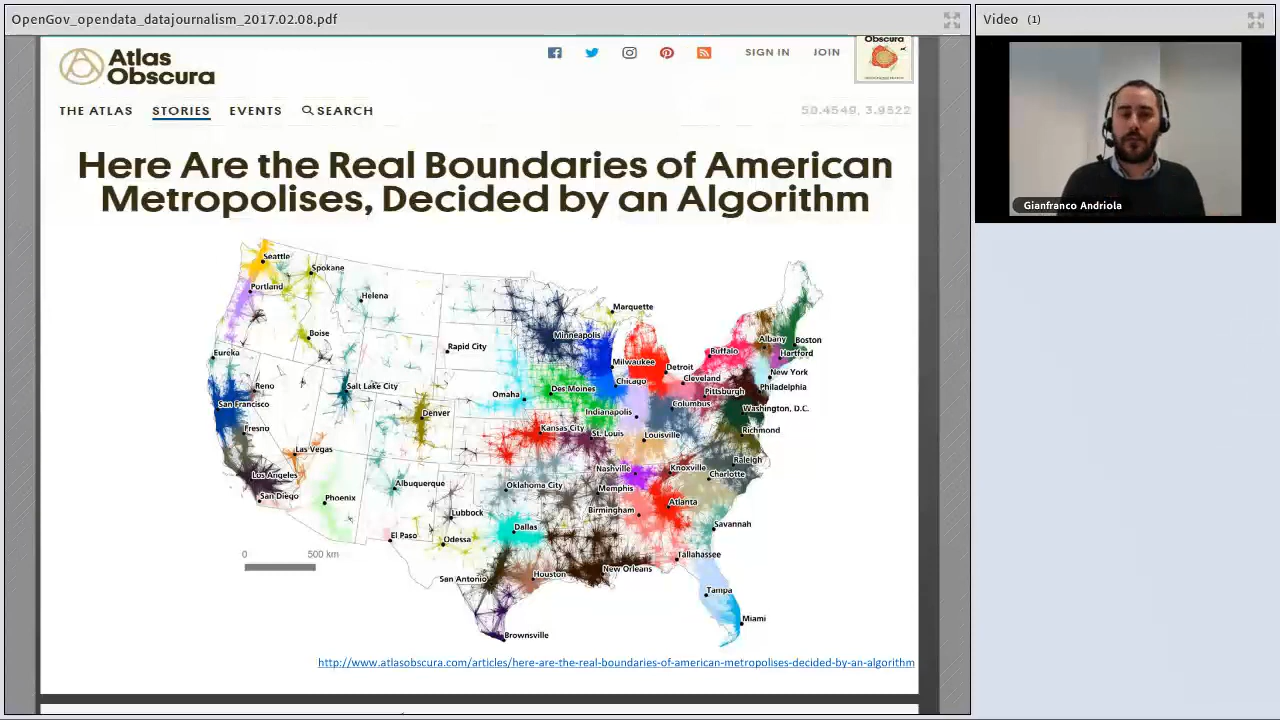 OpenGov_opendata_datajournalism_2017.02.08.pdf
Video (1)
Atlas
Obscura
SIGN IN JOIN
Obscura
THE ATLAS STORIES EVENTS SEARCH
Here Are the Real Boundaries of American
Metropolises, Decided by an Algorithm
Gianfranco Andriola
Seattle
Spokane
Portland
Helena
Marquette
Boise
Minneapolis
Albany
Boston
Eureka
Rapid City
Buffalo
Hartford
Milwaukee
Detroit
New York
Reno
Salt Lake City
Chicago
Cleveland
Philadelphia
Omaha
Des Moines
Pittsburgh
San Francisco
Denver
Indianapolis
Columbus
Washington, D.C.
Fresno
Kansas City
St. Louis
Louisville
Richmond
Las Vegas
Raleigh
Los Angeles
Nashville
Knoxville
Charlotte
Albuquerque
Oklahoma City
Memphis
San Diego
Phoenix
Birmingham
Atlanta
Lubbock
Dallas
Savannah
El Paso
Odessa
Tallahassee
0 500 km
San Antonio
Houston
New Orleans
Tampa
Miami
Brownsville
http://www.atlasobscura.com/articles/here-are-the-real-boundaries-of-american-metropolises-decided-by-an-algorithm